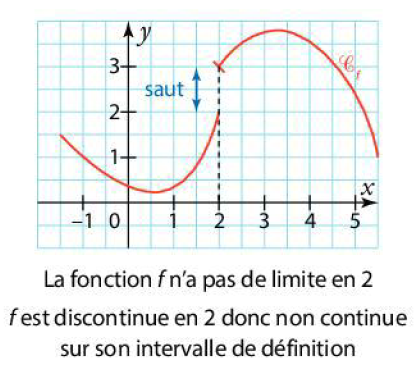 y
3
saut
𝒞f
2
1
x
−1 0 1 2 3 4 5
La fonction f n'a pas de limite en 2
f est discontinue en 2 donc non continue
sur son intervalle de définition